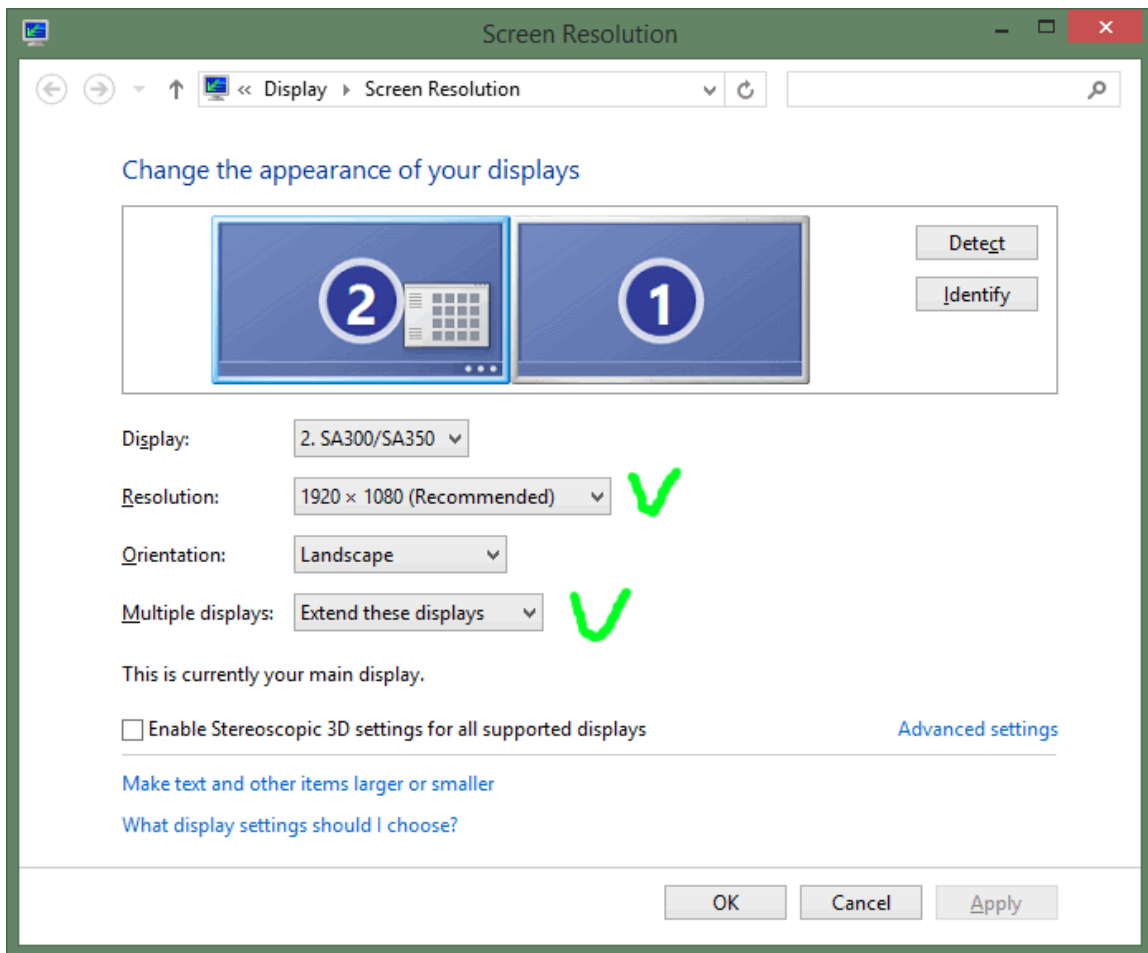 Screen Resolution
« Display Screen Resolution
Change the appearance of your displays
2 1
Detect
Identify
Display: 2. SA300/SA350
Resolution: 1920 × 1080 (Recommended)
Orientation: Landscape
Multiple displays: Extend these displays
This is currently your main display.
Enable Stereoscopic 3D settings for all supported displays Advanced settings
Make text and other items larger or smaller
What display settings should I choose?
OK Cancel Apply